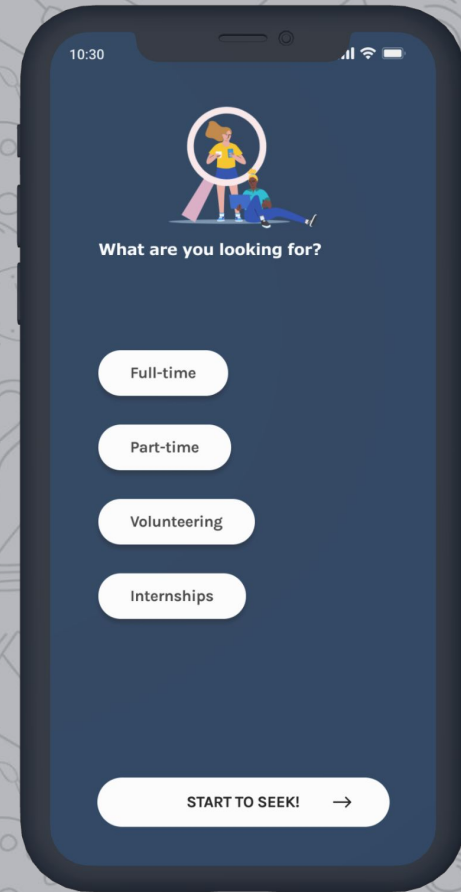 10:30
What are you looking for?
Full-time
Part-time
Volunteering
Internships
START TO SEEK!